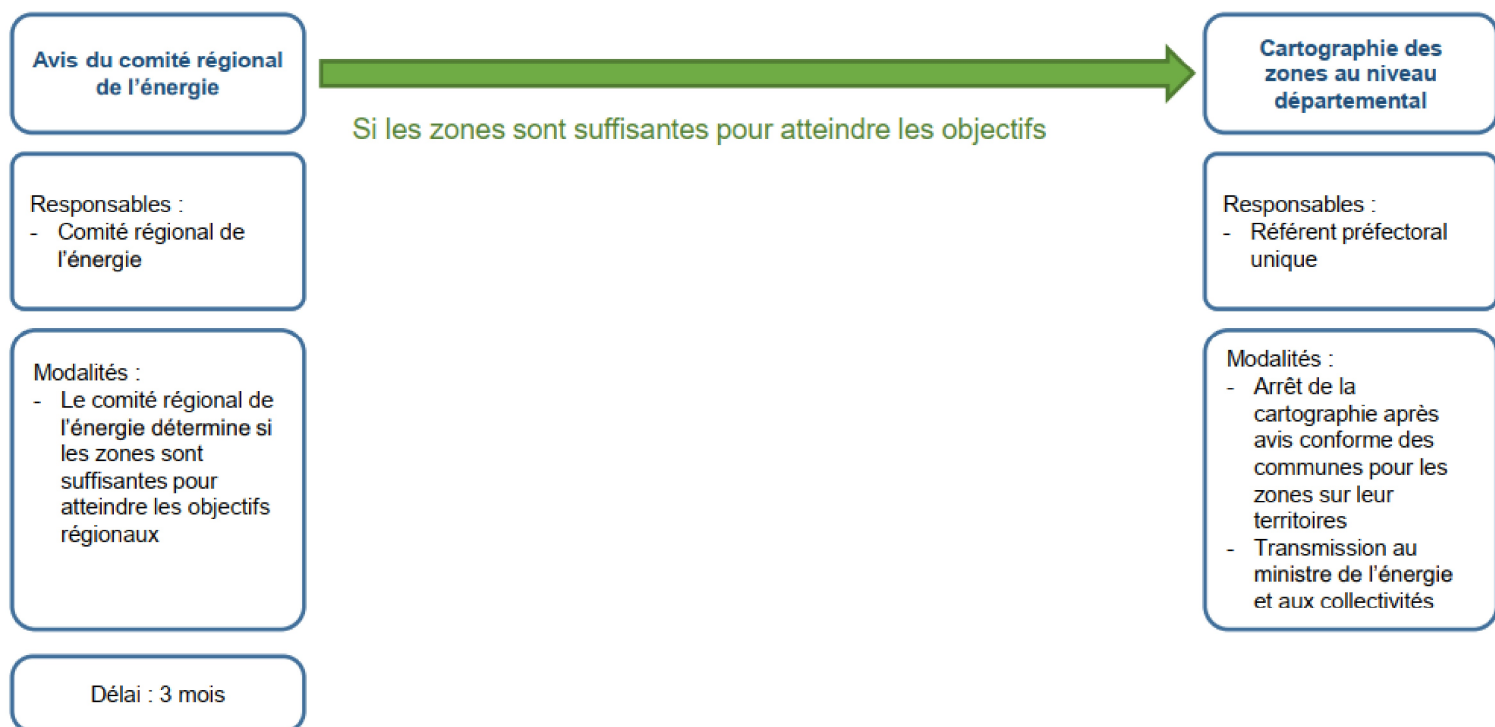 Avis du comité régional
de l'énergie
Si les zones sont suffisantes pour atteindre les objectifs
Cartographie des
zones au niveau
départemental
Responsables :
- Comité régional de
l'énergie
Responsables :
- Référent préfectoral
unique
Modalités :
- Le comité régional de
l'énergie détermine si
les zones sont
suffisantes pour
atteindre les objectifs
régionaux
Modalités :
- Arrêt de la
cartographie après
avis conforme des
communes pour les
zones sur leur
territoires
- Transmission au
ministre de l'énergie
et aux collectivités
Délai : 3 mois